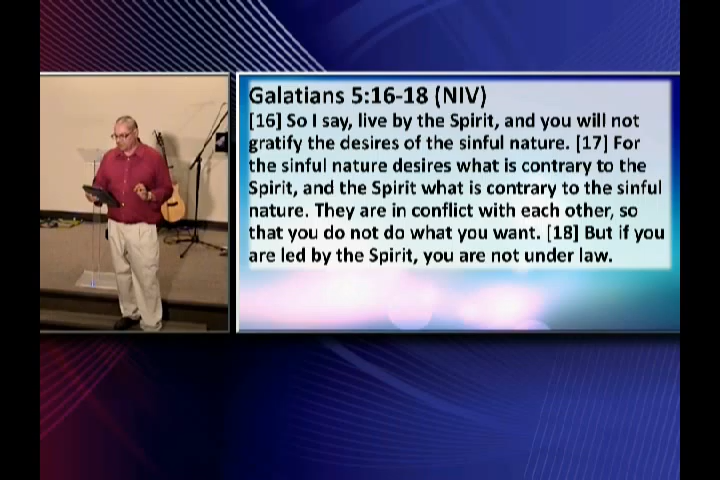 Galatians 5:16-18 (NIV)
[16] So I say, live by the Spirit, and you will not
gratify the desires of the sinful nature. [17] For
the sinful nature desires what is contrary to the
Spirit, and the Spirit what is contrary to the sinful
nature. They are in conflict with each other, so
that you do not do what you want. [18] But if you
are led by the Spirit, you are not under law.